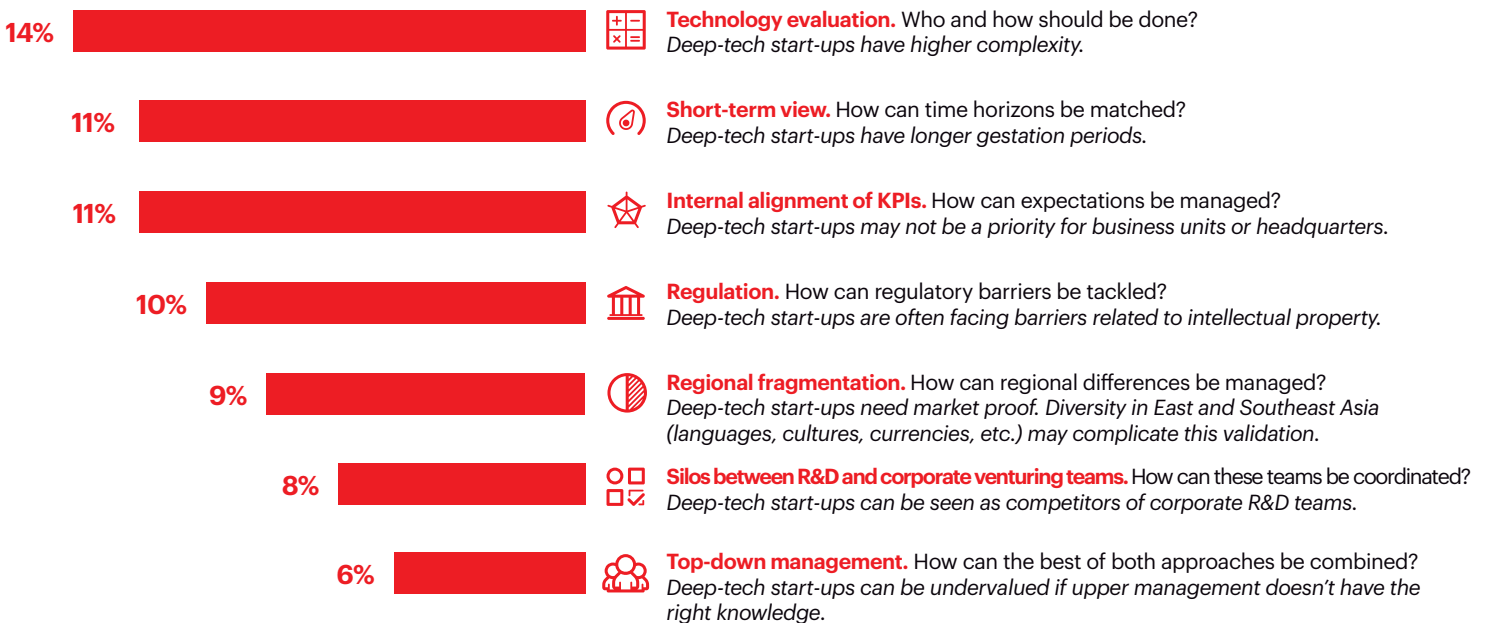 14%
Technology evaluation. Who and how should be done?
Deep-tech start-ups have higher complexity.
11%
Short-term view. How can time horizons be matched?
Deep-tech start-ups have longer gestation periods.
11%
Internal alignment of KPIs. How can expectations be managed?
Deep-tech start-ups may not be a priority for business units or headquarters.
10%
Regulation. How can regulatory barriers be tackled?
Deep-tech start-ups are often facing barriers related to intellectual property.
9%
Regional fragmentation. How can regional differences be managed?
Deep-tech start-ups need market proof. Diversity in East and Southeast Asia
(languages, cultures, currencies, etc.) may complicate this validation.
8%
Silos between R&D and corporate venturing teams. How can these teams be coordinated?
Deep-tech start-ups can be seen as competitors of corporate R&D teams.
6%
Top-down management. How can the best of both approaches be combined?
Deep-tech start-ups can be undervalued if upper management doesn’t have the
right knowledge.